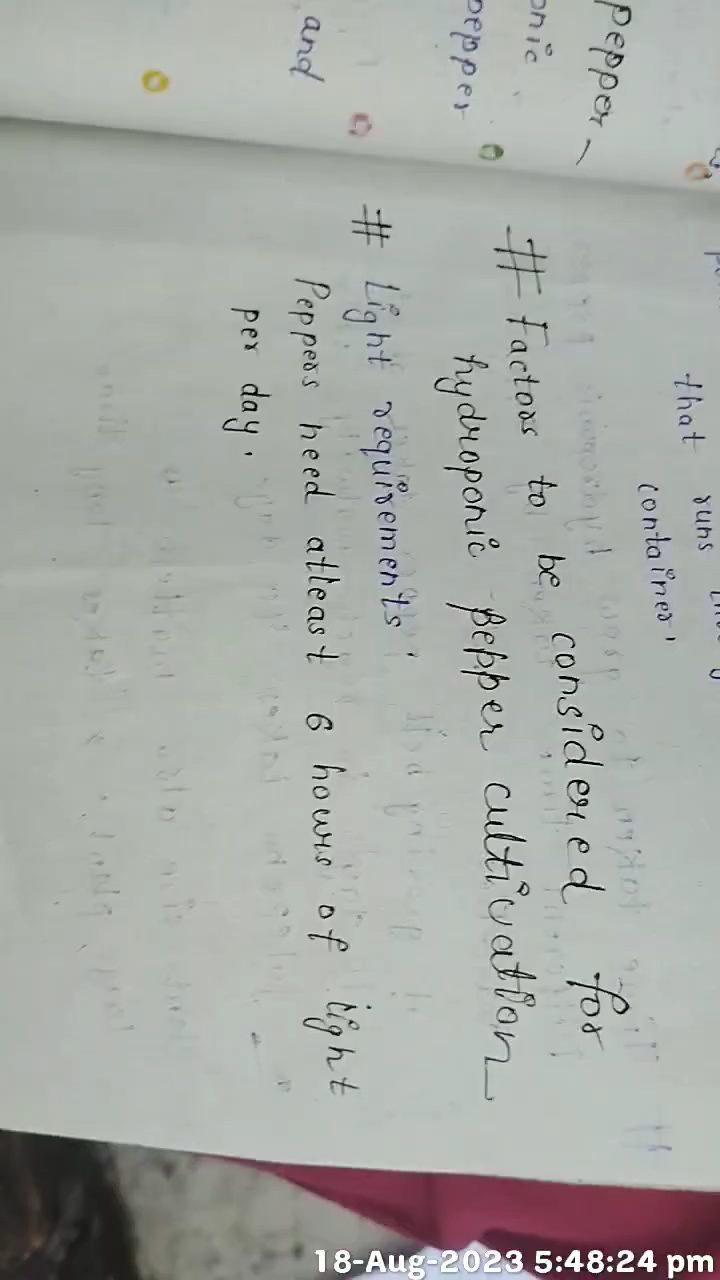 Pepper -
onic
pepper
and
that runs
container'
# Factors to be considered for
hydroponic pepper cultivation
# Light requirements'
Peppers need atleast 6 hours of light
per day.
18-Aug-2023 5:48:24 pm